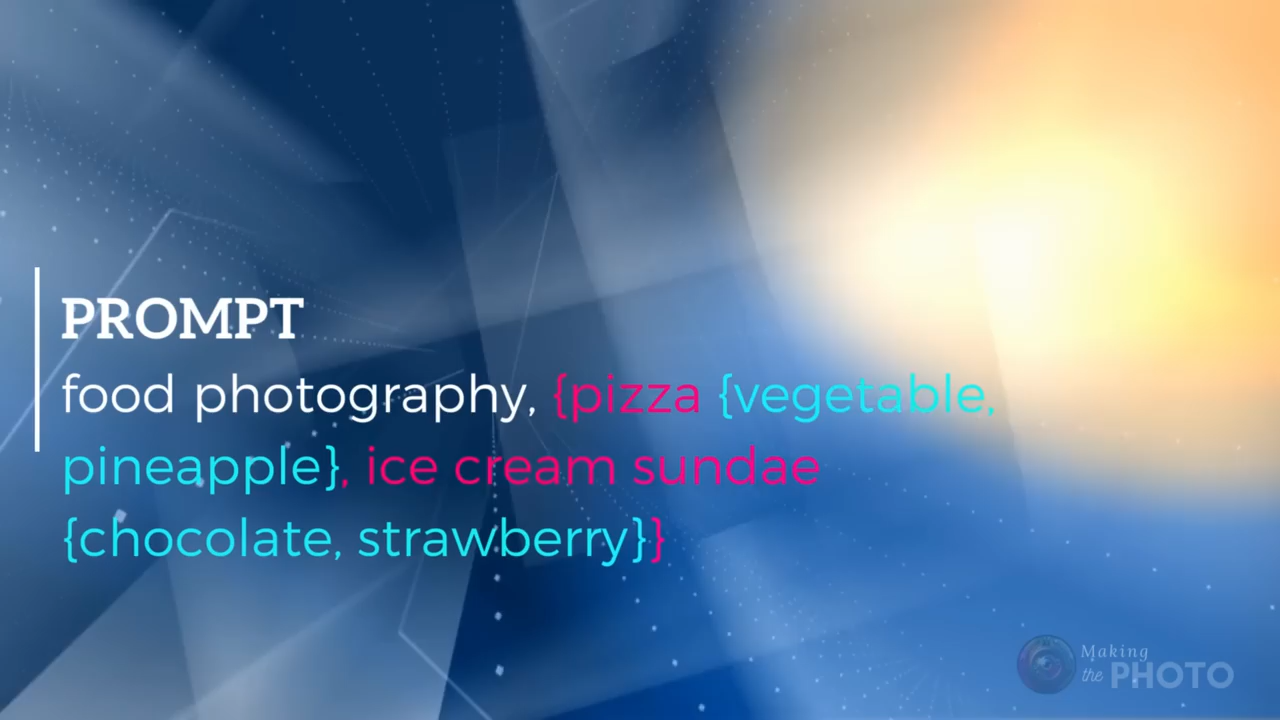 PROMPT
food photography, {pizza {vegetable,
pineapple}, ice cream sundae
{chocolate, strawberry}}
Making
the PHOTO